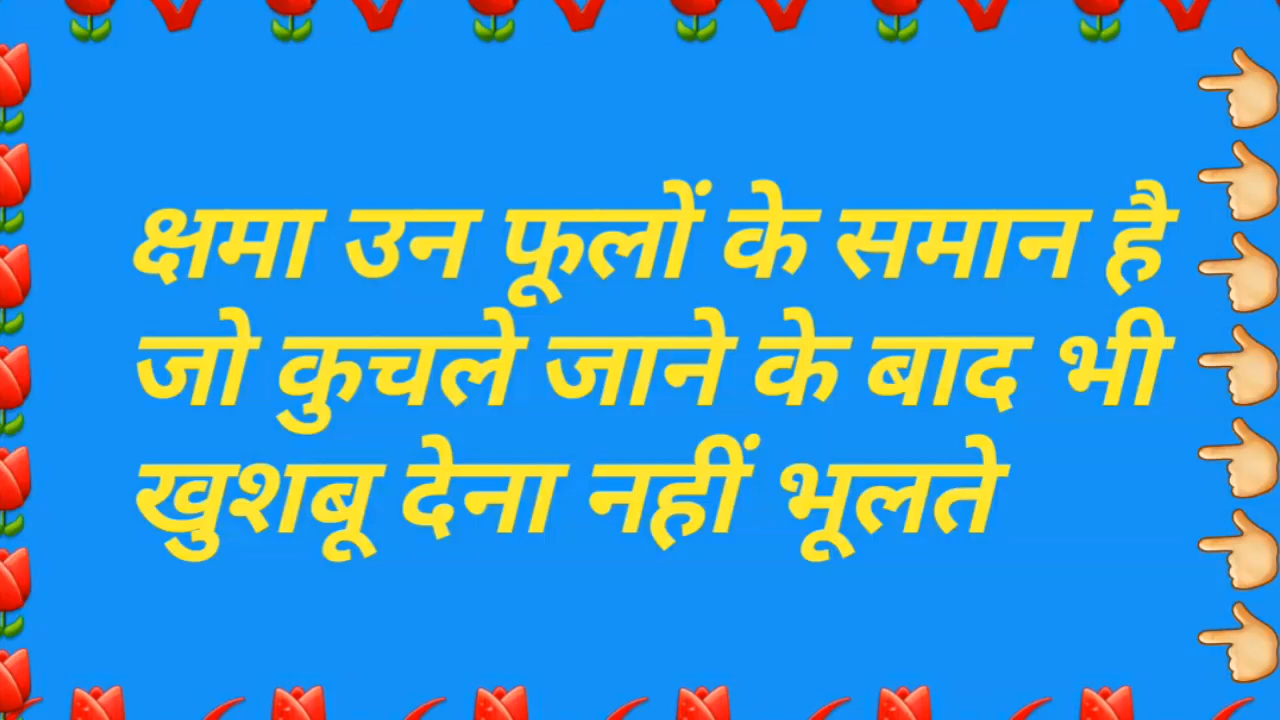 क्षमा उन फूलों के समान है
जो कुचले जाने के बाद भी
खुशबू देना नहीं भूलते